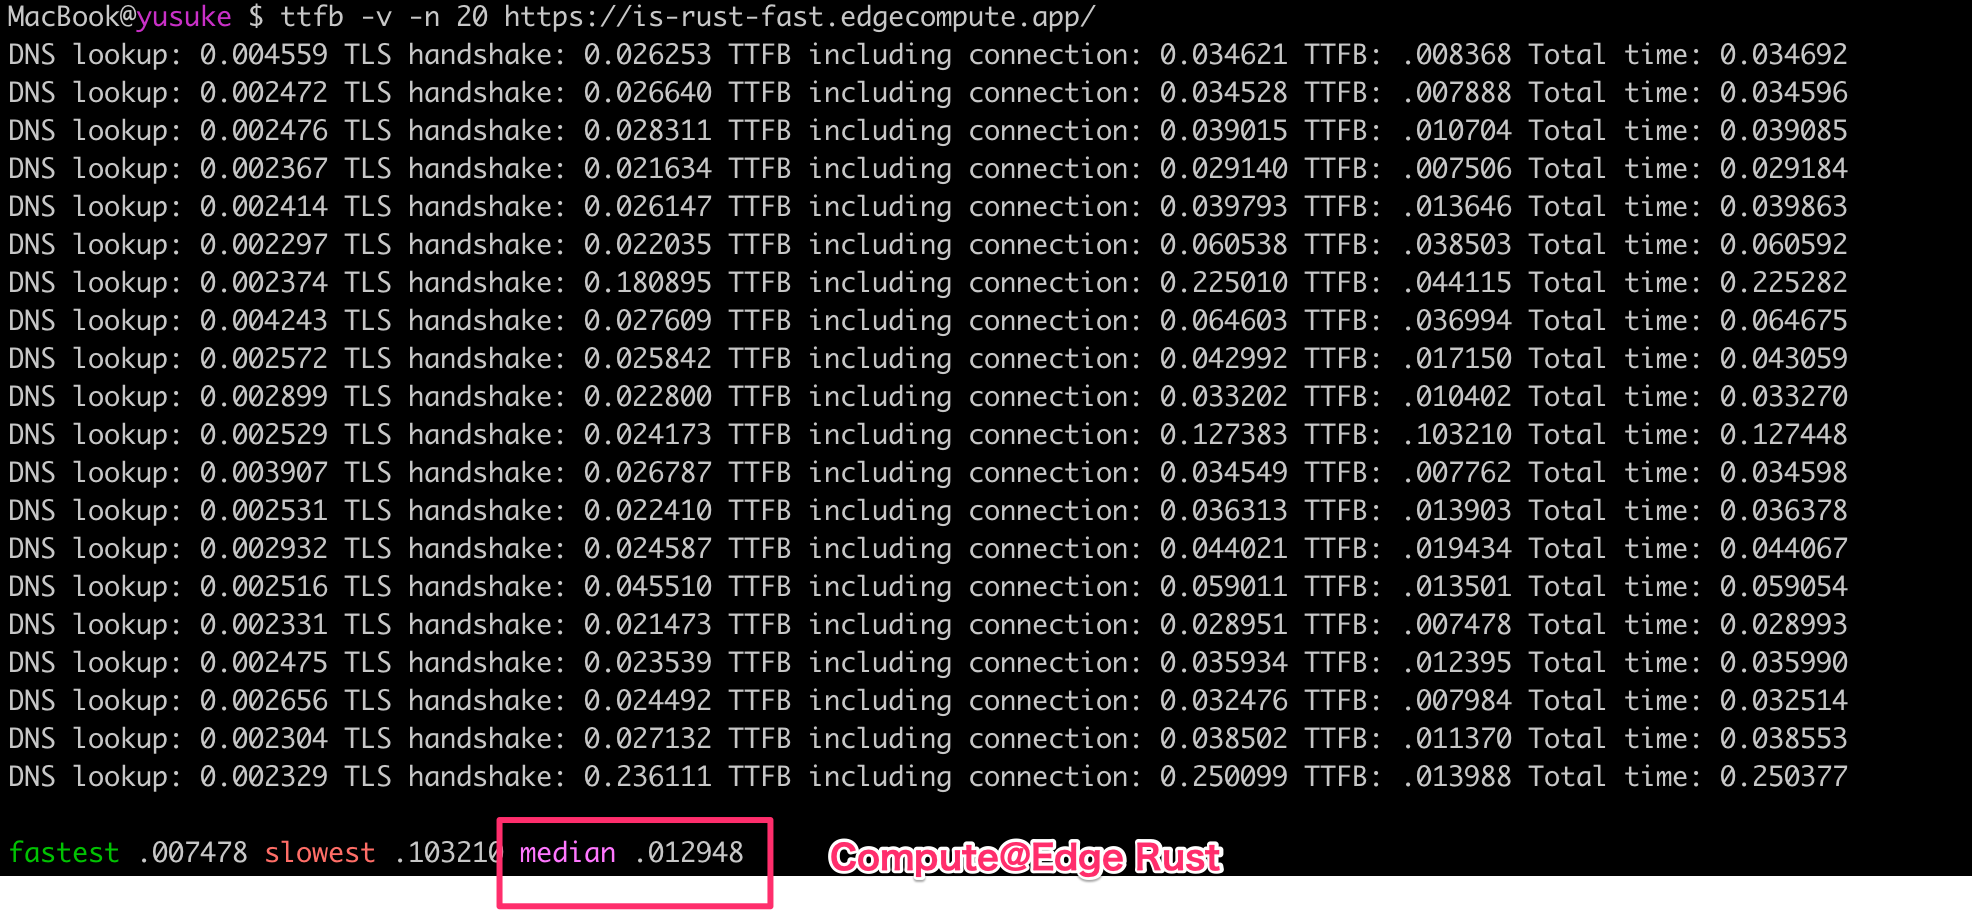 MacBook@yusuke $ ttfb -v -n 20 https://is-rust-fast.edgecompute.app/
DNS lookup: 0.004559 TLS handshake: 0.026253 TTFB including connection: 0.034621 TTFB: .008368 Total time: 0.034692
DNS lookup: 0.002472 TLS handshake: 0.026640 TTFB including connection: 0.034528 TTFB: .007888 Total time: 0.034596
DNS lookup: 0.002476 TLS handshake: 0.028311 TTFB including connection: 0.039015 TTFB: .010704 Total time: 0.039085
DNS lookup: 0.002367 TLS handshake: 0.021634 TTFB including connection: 0.029140 TTFB: .007506 Total time: 0.029184
DNS lookup: 0.002414 TLS handshake: 0.026147 TTFB including connection: 0.039793 TTFB: .013646 Total time: 0.039863
DNS lookup: 0.002297 TLS handshake: 0.022035 TTFB including connection: 0.060538 TTFB: .038503 Total time: 0.060592
DNS lookup: 0.002374 TLS handshake: 0.180895 TTFB including connection: 0.225010 TTFB: .044115 Total time: 0.225282
DNS lookup: 0.004243 TLS handshake: 0.027609 TTFB including connection: 0.064603 TTFB: .036994 Total time: 0.064675
DNS lookup: 0.002572 TLS handshake: 0.025842 TTFB including connection: 0.042992 TTFB: .017150 Total time: 0.043059
DNS lookup: 0.002899 TLS handshake: 0.022800 TTFB including connection: 0.033202 TTFB: .010402 Total time: 0.033270
DNS lookup: 0.002529 TLS handshake: 0.024173 TTFB including connection: 0.127383 TTFB: .103210 Total time: 0.127448
DNS lookup: 0.003907 TLS handshake: 0.026787 TTFB including connection: 0.034549 TTFB: .007762 Total time: 0.034598
DNS lookup: 0.002531 TLS handshake: 0.022410 TTFB including connection: 0.036313 TTFB: .013903 Total time: 0.036378
DNS lookup: 0.002932 TLS handshake: 0.024587 TTFB including connection: 0.044021 TTFB: .019434 Total time: 0.044067
DNS lookup: 0.002516 TLS handshake: 0.045510 TTFB including connection: 0.059011 TTFB: .013501 Total time: 0.059054
DNS lookup: 0.002331 TLS handshake: 0.021473 TTFB including connection: 0.028951 TTFB: .007478 Total time: 0.028993
DNS lookup: 0.002475 TLS handshake: 0.023539 TTFB including connection: 0.035934 TTFB: .012395 Total time: 0.035990
DNS lookup: 0.002656 TLS handshake: 0.024492 TTFB including connection: 0.032476 TTFB: .007984 Total time: 0.032514
DNS lookup: 0.002304 TLS handshake: 0.027132 TTFB including connection: 0.038502 TTFB: .011370 Total time: 0.038553
DNS lookup: 0.002329 TLS handshake: 0.236111 TTFB including connection: 0.250099 TTFB: .013988 Total time: 0.250377
fastest .007478 slowest .103210 median .012948 Compute@Edge Rust